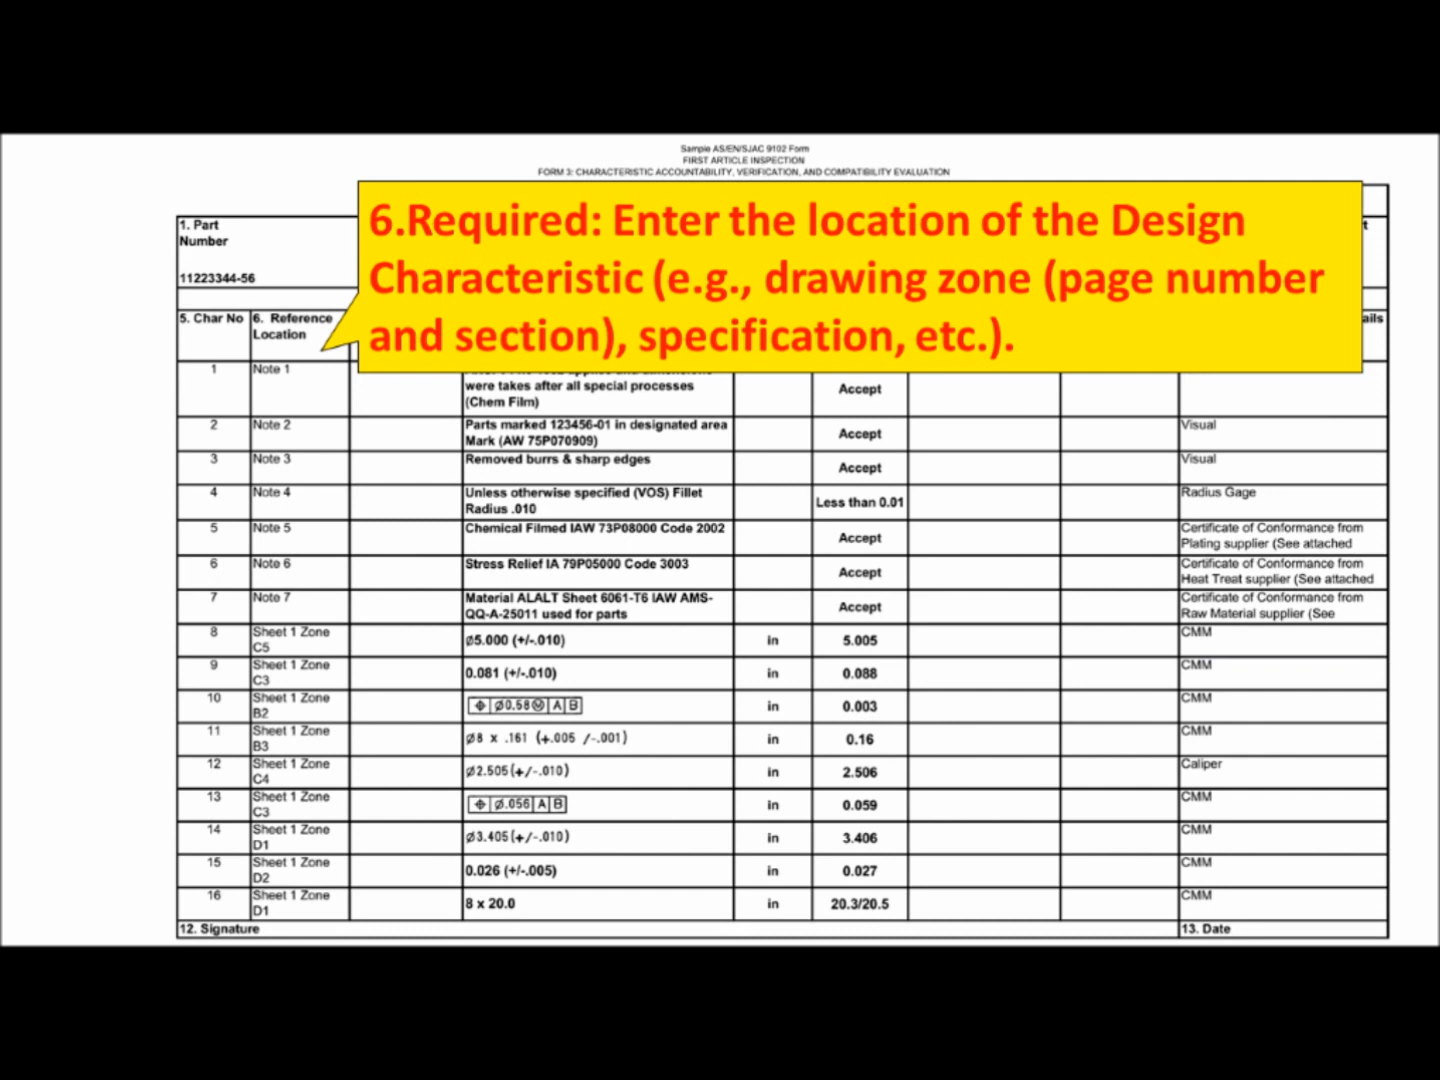 Sample AS/EN/SJAC 9102 Form
FIRST ARTICLE INSPECTION
FORM 3: CHARACTERISTIC ACCOUNTABILITY, VERIFICATION, AND COMPATIBILITY EVALUATION
6.Required: Enter the location of the Design
Characteristic (e.g., drawing zone (page number
and section), specification, etc.).
1. Part
Number
11223344-56
5. Char No
6. Reference
Location
1
Note 1
were takes after all special processes
(Chem Film)
Accept
2
Note 2
Parts marked 123456-01 in designated area
Mark (AW 75P070909)
Accept
Visual
3
Note 3
Removed burrs & sharp edges
Accept
Visual
4
Note 4
Unless otherwise specified (VOS) Fillet
Radius .010
Less than 0.01
Radius Gage
5
Note 5
Chemical Filmed IAW 73P08000 Code 2002
Accept
Certificate of Conformance from
Plating supplier (See attached
6
Note 6
Stress Relief IA 79P05000 Code 3003
Accept
Certificate of Conformance from
Heat Treat supplier (See attached
7
Note 7
Material ALALT Sheet 6061-T6 IAW AMS-
QQ-A-25011 used for parts
Accept
Certificate of Conformance from
Raw Material supplier (See
8
Sheet 1 Zone
C5
ø5.000 (+/-.010)
in
5.005
CMM
9
Sheet 1 Zone
C3
0.081 (+/-.010)
in
0.088
CMM
10
Sheet 1 Zone
B2
⌖ ø0.58Ⓜ A B
in
0.003
CMM
11
Sheet 1 Zone
B3
ø8 x .161 (+.005 /-.001)
in
0.16
CMM
12
Sheet 1 Zone
C4
ø2.505(+/-.010)
in
2.506
Caliper
13
Sheet 1 Zone
C3
⌖ ø.056 A B
in
0.059
CMM
14
Sheet 1 Zone
D1
ø3.405(+/-.010)
in
3.406
CMM
15
Sheet 1 Zone
D2
0.026 (+/-.005)
in
0.027
CMM
16
Sheet 1 Zone
D1
8 x 20.0
in
20.3/20.5
CMM
12. Signature
13. Date